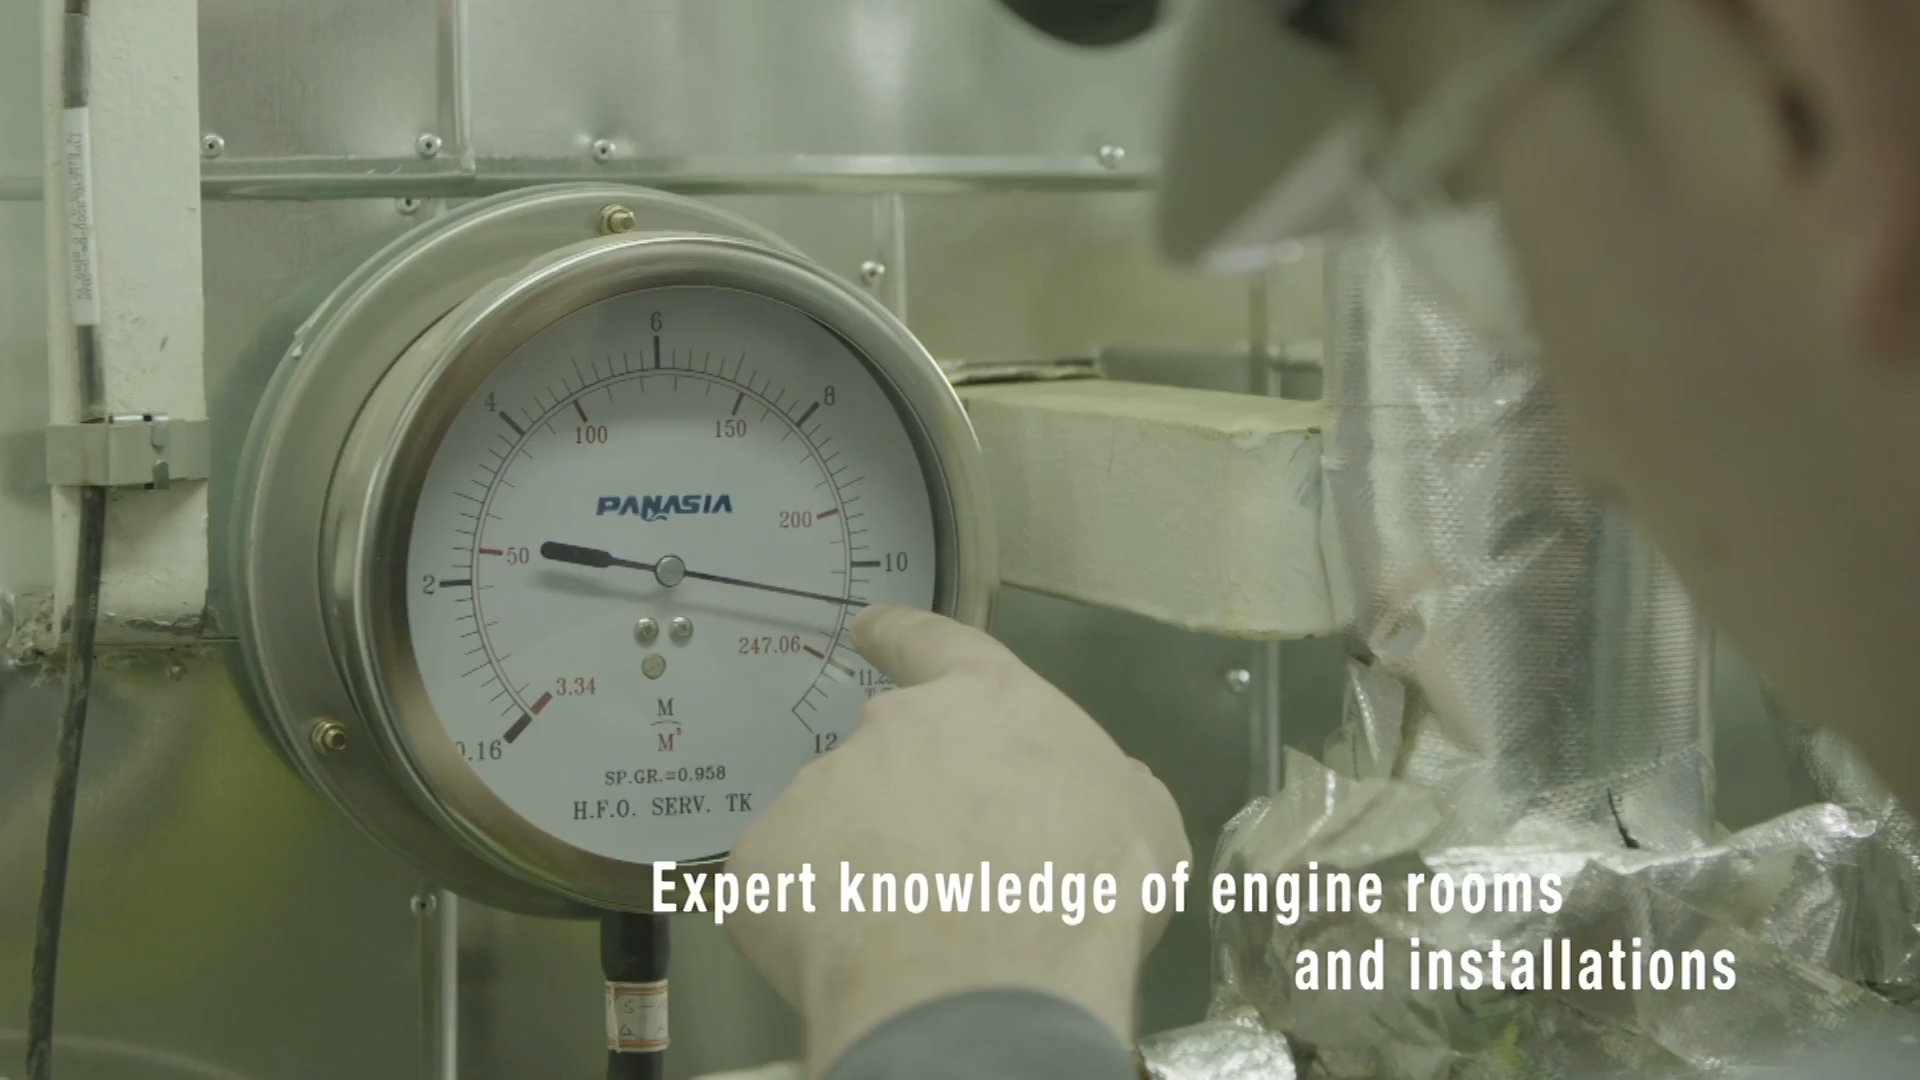 6
4
8
100
150
PANASIA
200
50
10
2
247.06
3.34
M
M³
.16
12
SP.GR.=0.958
H.F.O. SERV. TK
Expert knowledge of engine rooms
and installations